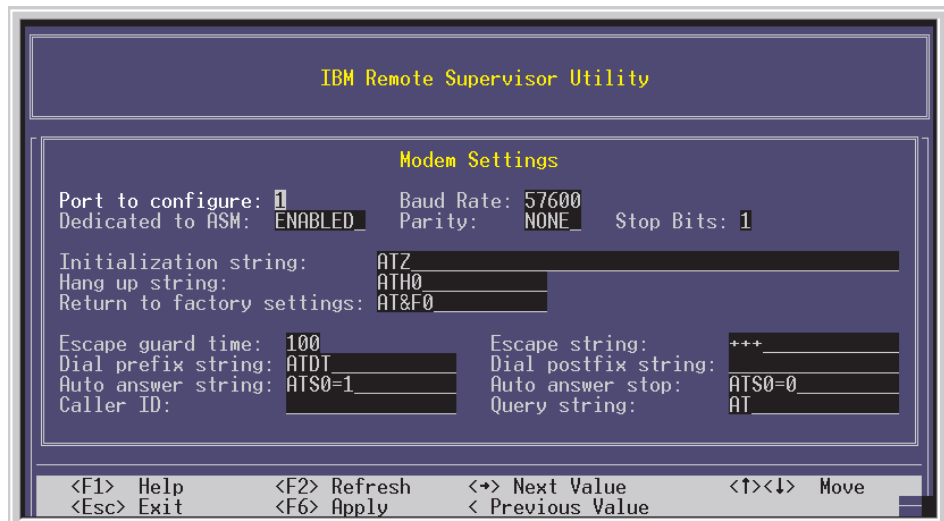 IBM Remote Supervisor Utility
Modem Settings
Port to configure: 1 Baud Rate: 57600
Dedicated to ASM: ENABLED_ Parity: NONE_ Stop Bits: 1
Initialization string: ATZ
Hang up string: ATH0
Return to factory settings: AT&F0
Escape guard time: 100 Escape string: +++
Dial prefix string: ATDT Dial postfix string:
Auto answer string: ATS0=1 Auto answer stop: ATS0=0
Caller ID: Query string: AT
<F1> Help <F2> Refresh <→> Next Value <↑><↓> Move
<Esc> Exit <F6> Apply < Previous Value